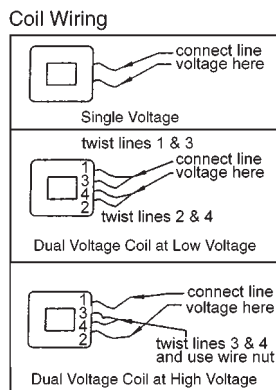 Coil Wiring
connect line
voltage here
Single Voltage
twist lines 1 & 3
connect line
voltage here
1
3
4
2
twist lines 2 & 4
Dual Voltage Coil at Low Voltage
connect line
voltage here
1
3
4
2
twist lines 3 & 4
and use wire nut
Dual Voltage Coil at High Voltage